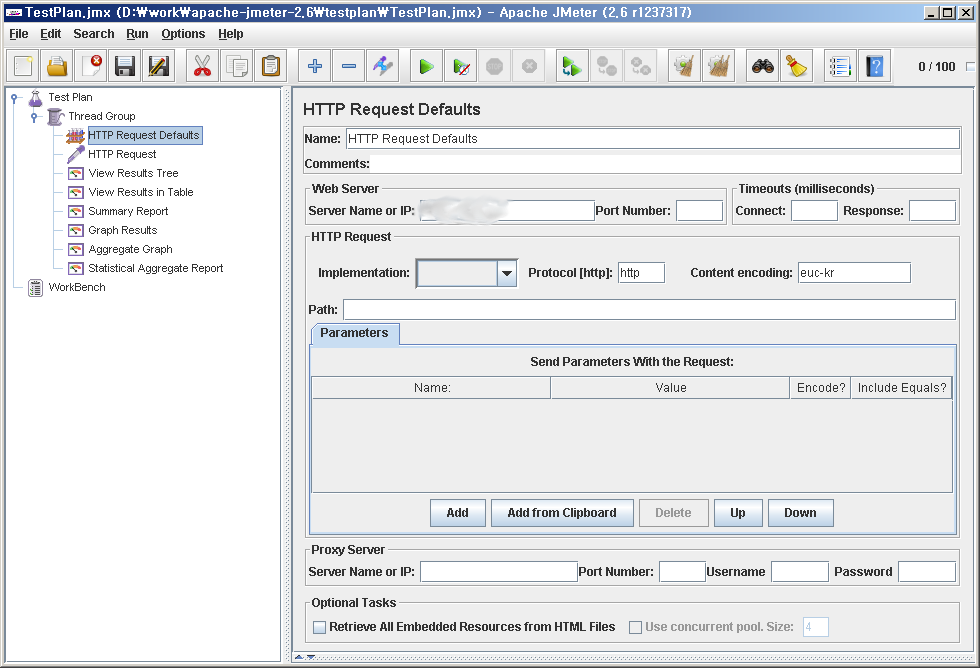 TestPlan.jmx (D:₩work₩apache-jmeter-2.6₩testplan₩TestPlan.jmx) - Apache JMeter (2.6 r1237317)
File Edit Search Run Options Help
0 / 100
Test Plan
Thread Group
HTTP Request Defaults
HTTP Request
View Results Tree
View Results in Table
Summary Report
Graph Results
Aggregate Graph
Statistical Aggregate Report
WorkBench
HTTP Request Defaults
Name: HTTP Request Defaults
Comments:
Web Server
Server Name or IP: Port Number:
Timeouts (milliseconds)
Connect: Response:
HTTP Request
Implementation: Protocol [http]: http Content encoding: euc-kr
Path:
Parameters
Send Parameters With the Request:
Name: Value Encode? Include Equals?
Add Add from Clipboard Delete Up Down
Proxy Server
Server Name or IP: Port Number: Username Password
Optional Tasks
Retrieve All Embedded Resources from HTML Files Use concurrent pool. Size: 4